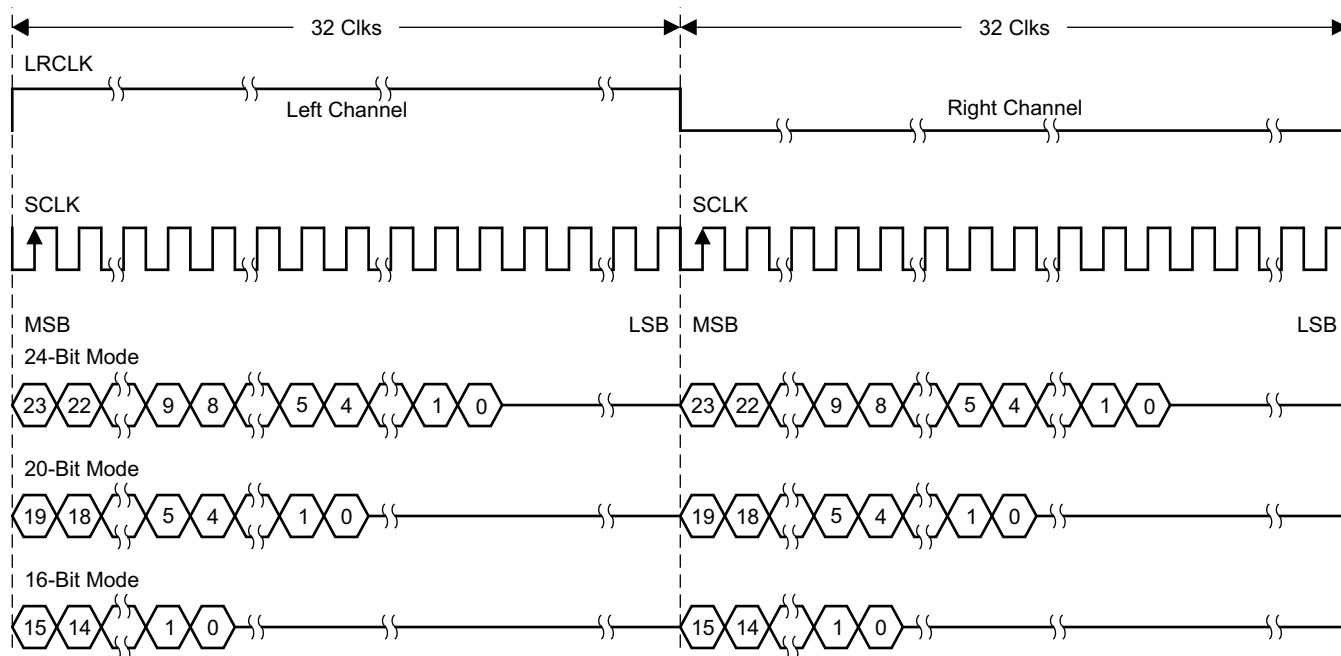 32 Clks 32 Clks
LRCLK
Left Channel Right Channel
SCLK SCLK
MSB LSB MSB LSB
24-Bit Mode
23 22 9 8 5 4 1 0 23 22 9 8 5 4 1 0
20-Bit Mode
19 18 5 4 1 0 19 18 5 4 1 0
16-Bit Mode
15 14 1 0 15 14 1 0